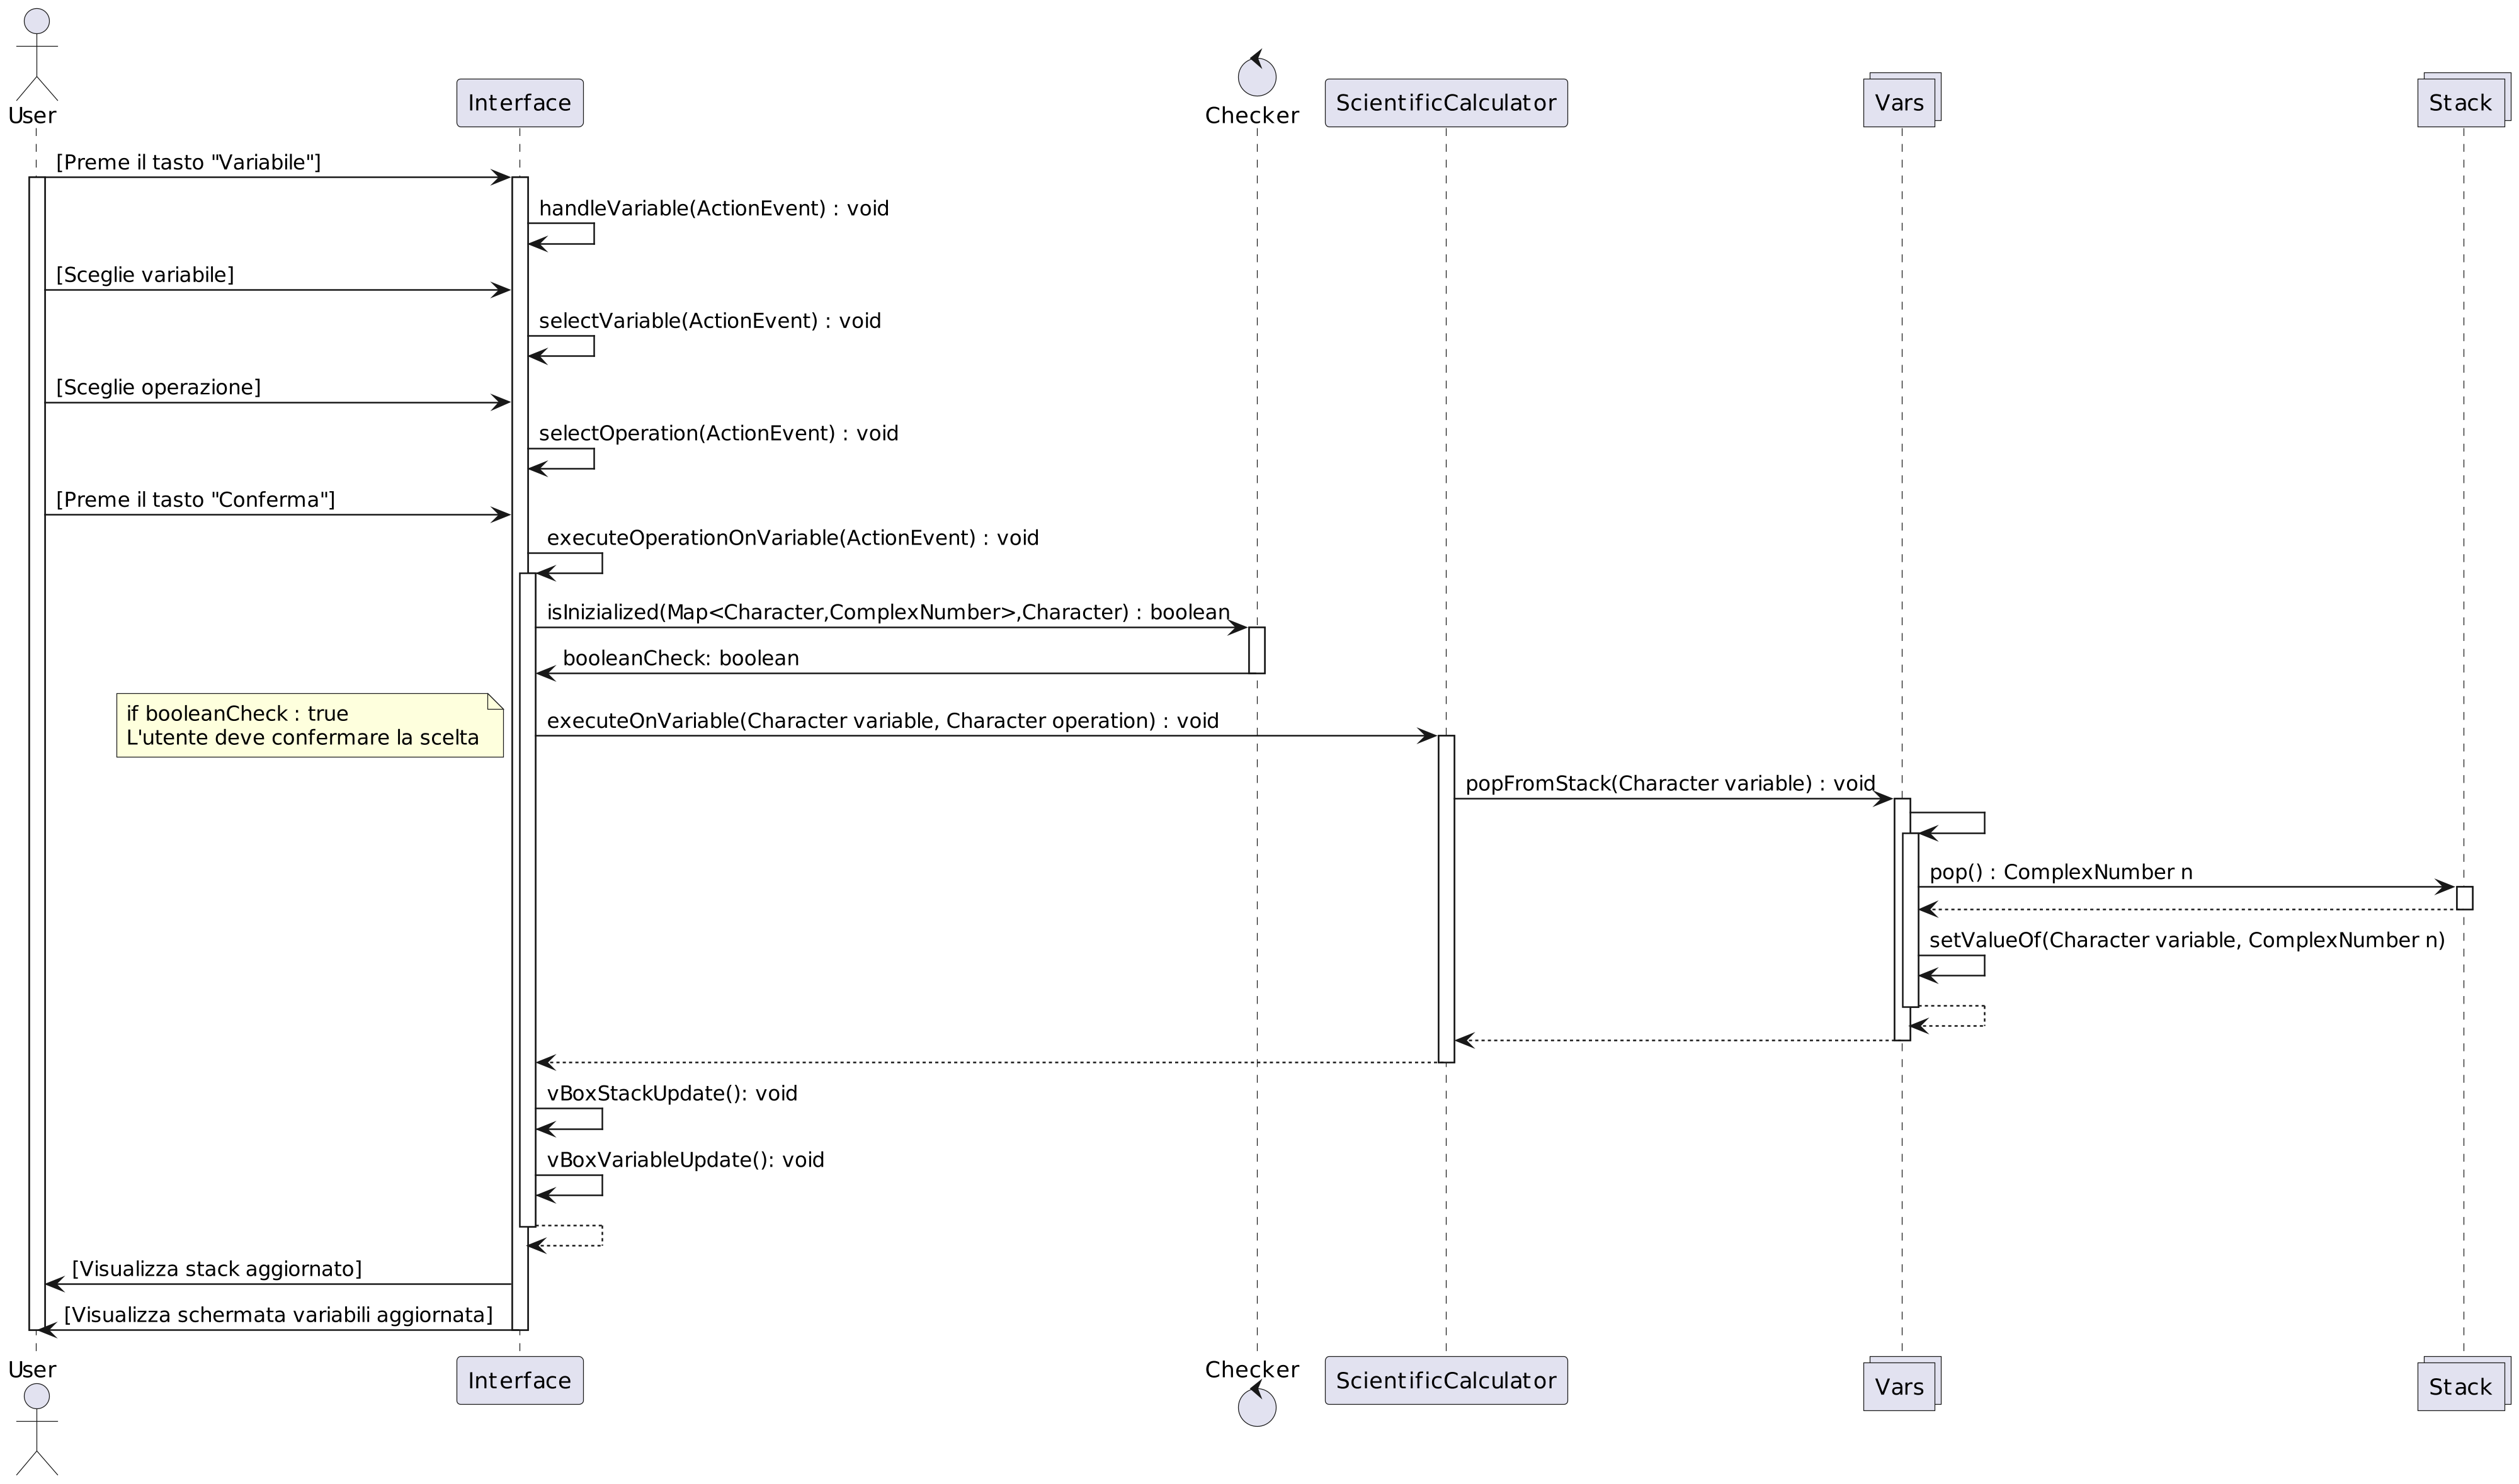 User
Interface
Checker
ScientificCalculator
Vars
Stack
[Preme il tasto "Variabile"]
handleVariable(ActionEvent) : void
[Sceglie variabile]
selectVariable(ActionEvent) : void
[Sceglie operazione]
selectOperation(ActionEvent) : void
[Preme il tasto "Conferma"]
executeOperationOnVariable(ActionEvent) : void
isInizialized(Map<Character,ComplexNumber>,Character) : boolean
booleanCheck: boolean
if booleanCheck : true
L'utente deve confermare la scelta
executeOnVariable(Character variable, Character operation) : void
popFromStack(Character variable) : void
pop() : ComplexNumber n
setValueOf(Character variable, ComplexNumber n)
vBoxStackUpdate(): void
vBoxVariableUpdate(): void
[Visualizza stack aggiornato]
[Visualizza schermata variabili aggiornata]
User
Interface
Checker
ScientificCalculator
Vars
Stack